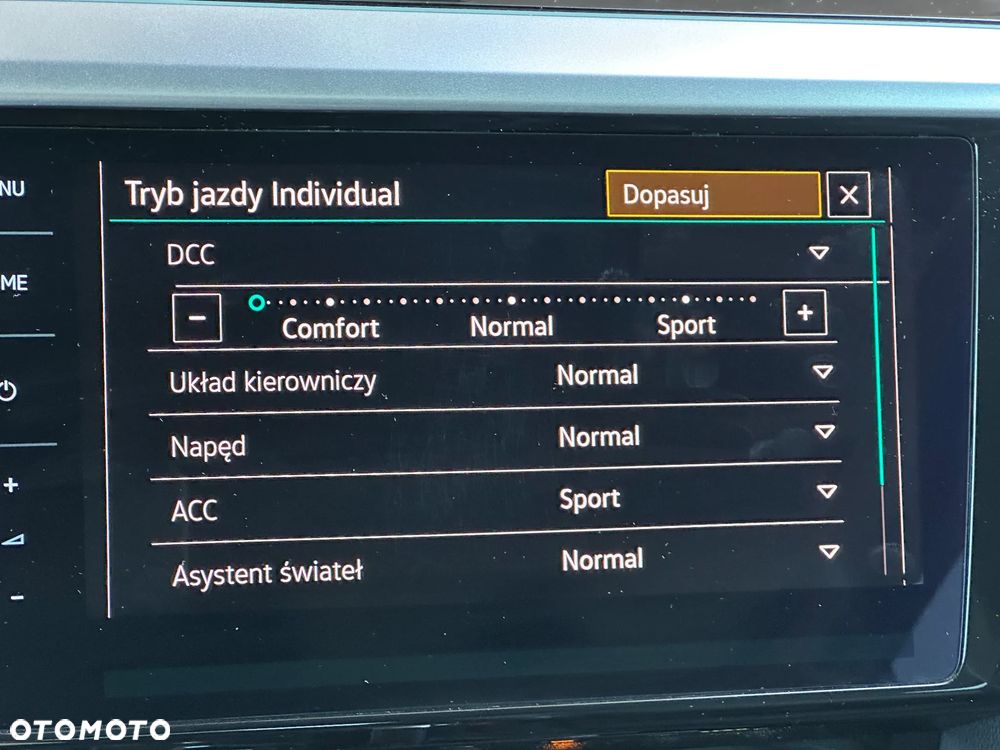 NU
Tryb jazdy Individual
Dopasuj
DCC
ME
Comfort Normal Sport
Układ kierowniczy Normal
Napęd Normal
ACC Sport
Asystent świateł Normal
OTOMOTO